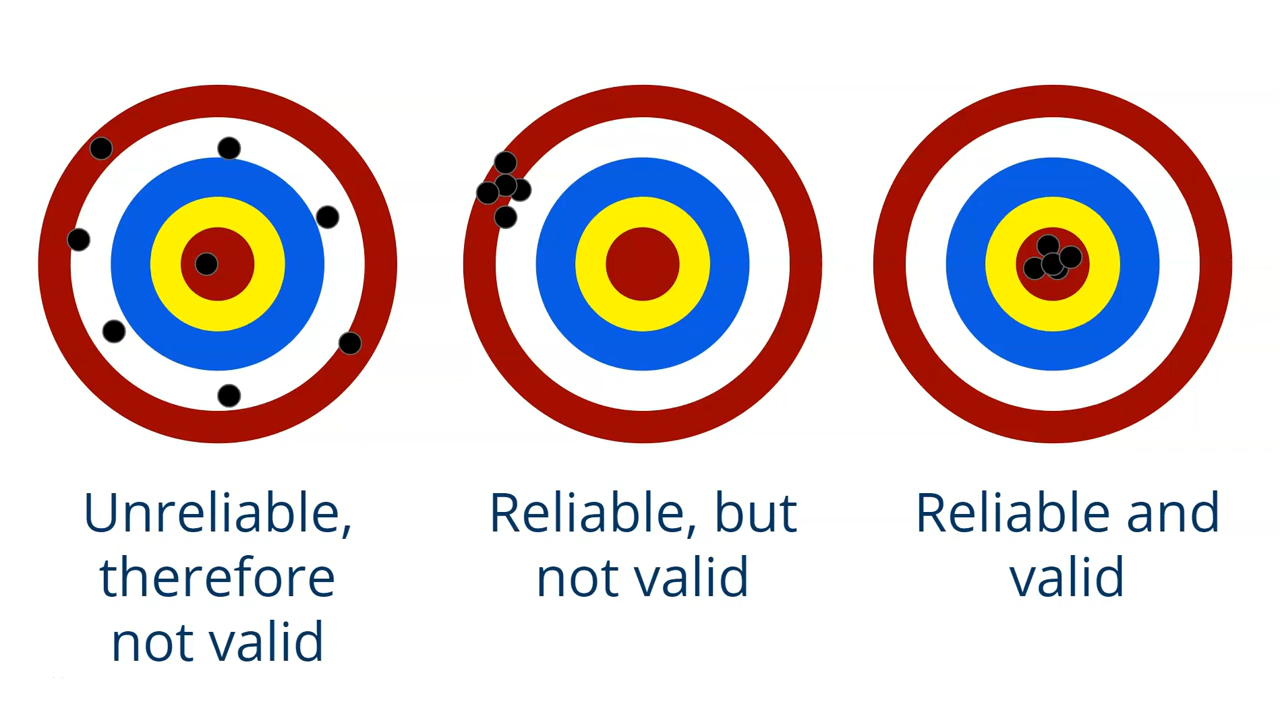 Unreliable,
therefore
not valid
Reliable, but
not valid
Reliable and
valid